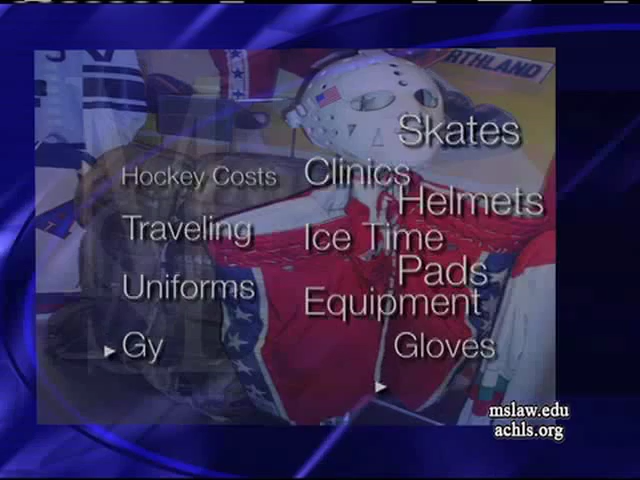 RTHLAND
Hockey Costs
Traveling
Uniforms
Gy
Clinics
Ice Time
Equipment
Skates
Helmets
Pads
Gloves
mslaw.edu
achls.org